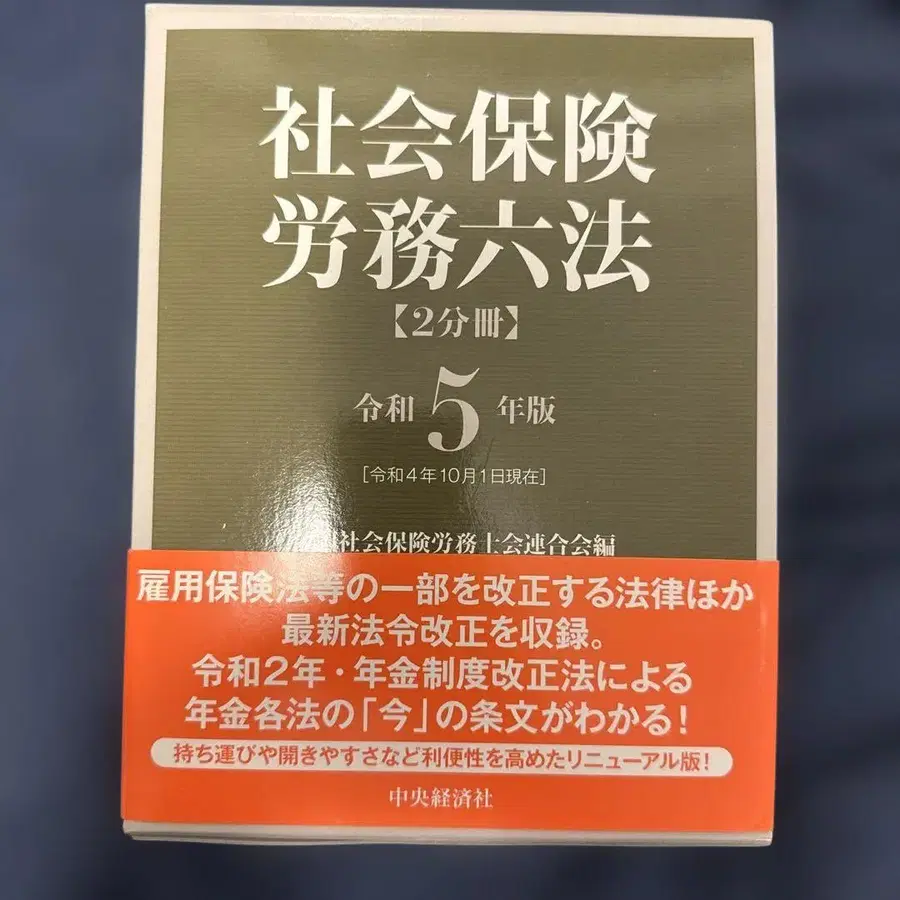 社会保険
労務六法
【2分冊】
令和5年版
[令和4年10月1日現在]
社会保険労務士会連合会編
雇用保険法等の一部を改正する法律ほか
最新法令改正を収録。
令和2年・年金制度改正法による
年金各法の「今」の条文がわかる!
持ち運びや開きやすさなど利便性を高めたリニューアル版!
中央経済社